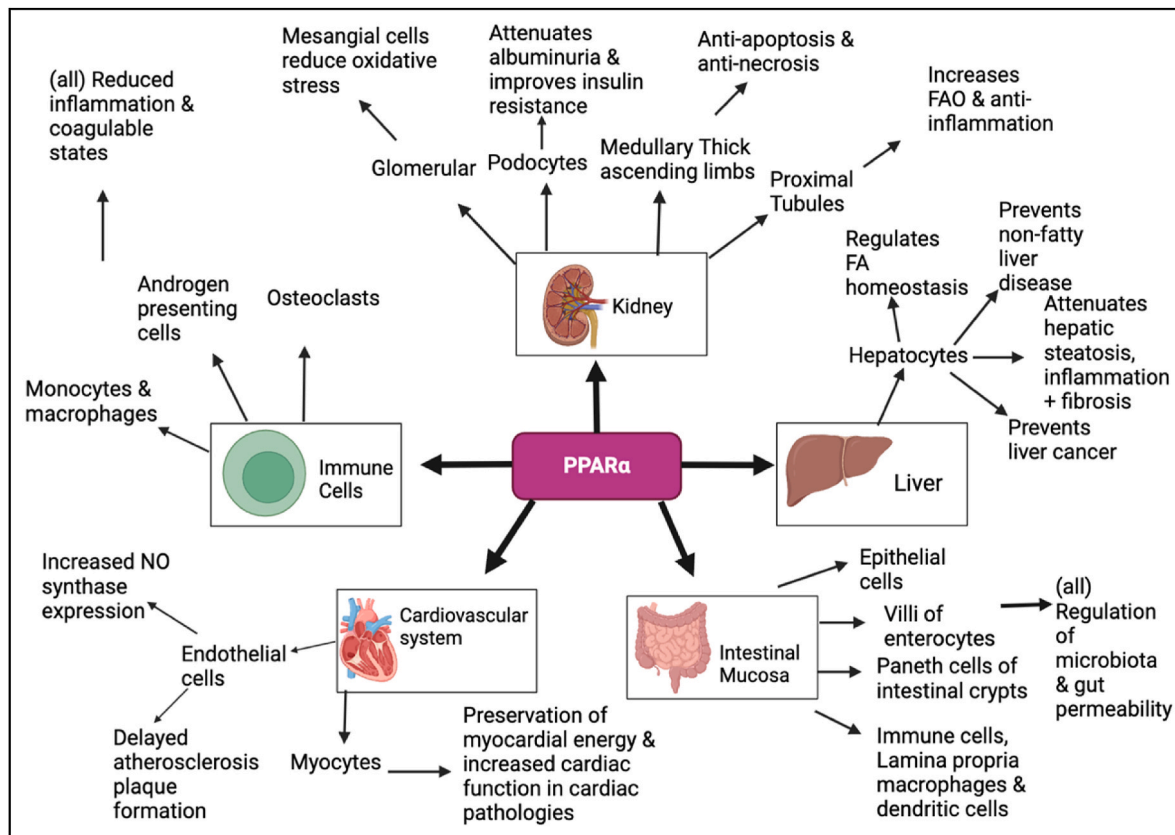 Mesangial cells
reduce oxidative
stress
Attenuates
albuminuria &
improves insulin
resistance
Anti-apoptosis &
anti-necrosis
Increases
FAO & anti-
inflammation
(all) Reduced
inflammation &
coagulable
states
Glomerular
Podocytes
Medullary Thick
ascending limbs
Proximal
Tubules
Kidney
Androgen
presenting
cells
Osteoclasts
Monocytes &
macrophages
Immune
Cells
Regulates
FA
homeostasis
Prevents
non-fatty
liver
disease
Hepatocytes
Attenuates
hepatic
steatosis,
inflammation
+ fibrosis
Prevents
liver cancer
Liver
PPARα
Increased NO
synthase
expression
Endothelial
cells
Delayed
atherosclerosis
plaque
formation
Cardiovascular
system
Myocytes
Preservation of
myocardial energy &
increased cardiac
function in cardiac
pathologies
Intestinal
Mucosa
Epithelial
cells
Villi of
enterocytes
Paneth cells of
intestinal crypts
Immune cells,
Lamina propria
macrophages &
dendritic cells
(all)
Regulation
of
microbiota
& gut
permeability